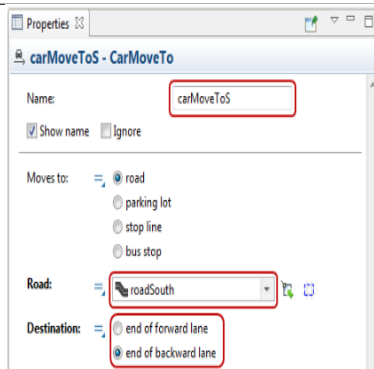 Properties
carMoveToS - CarMoveTo
Name: carMoveToS
Show name Ignore
Moves to: road
parking lot
stop line
bus stop
Road: roadSouth
Destination: end of forward lane
end of backward lane